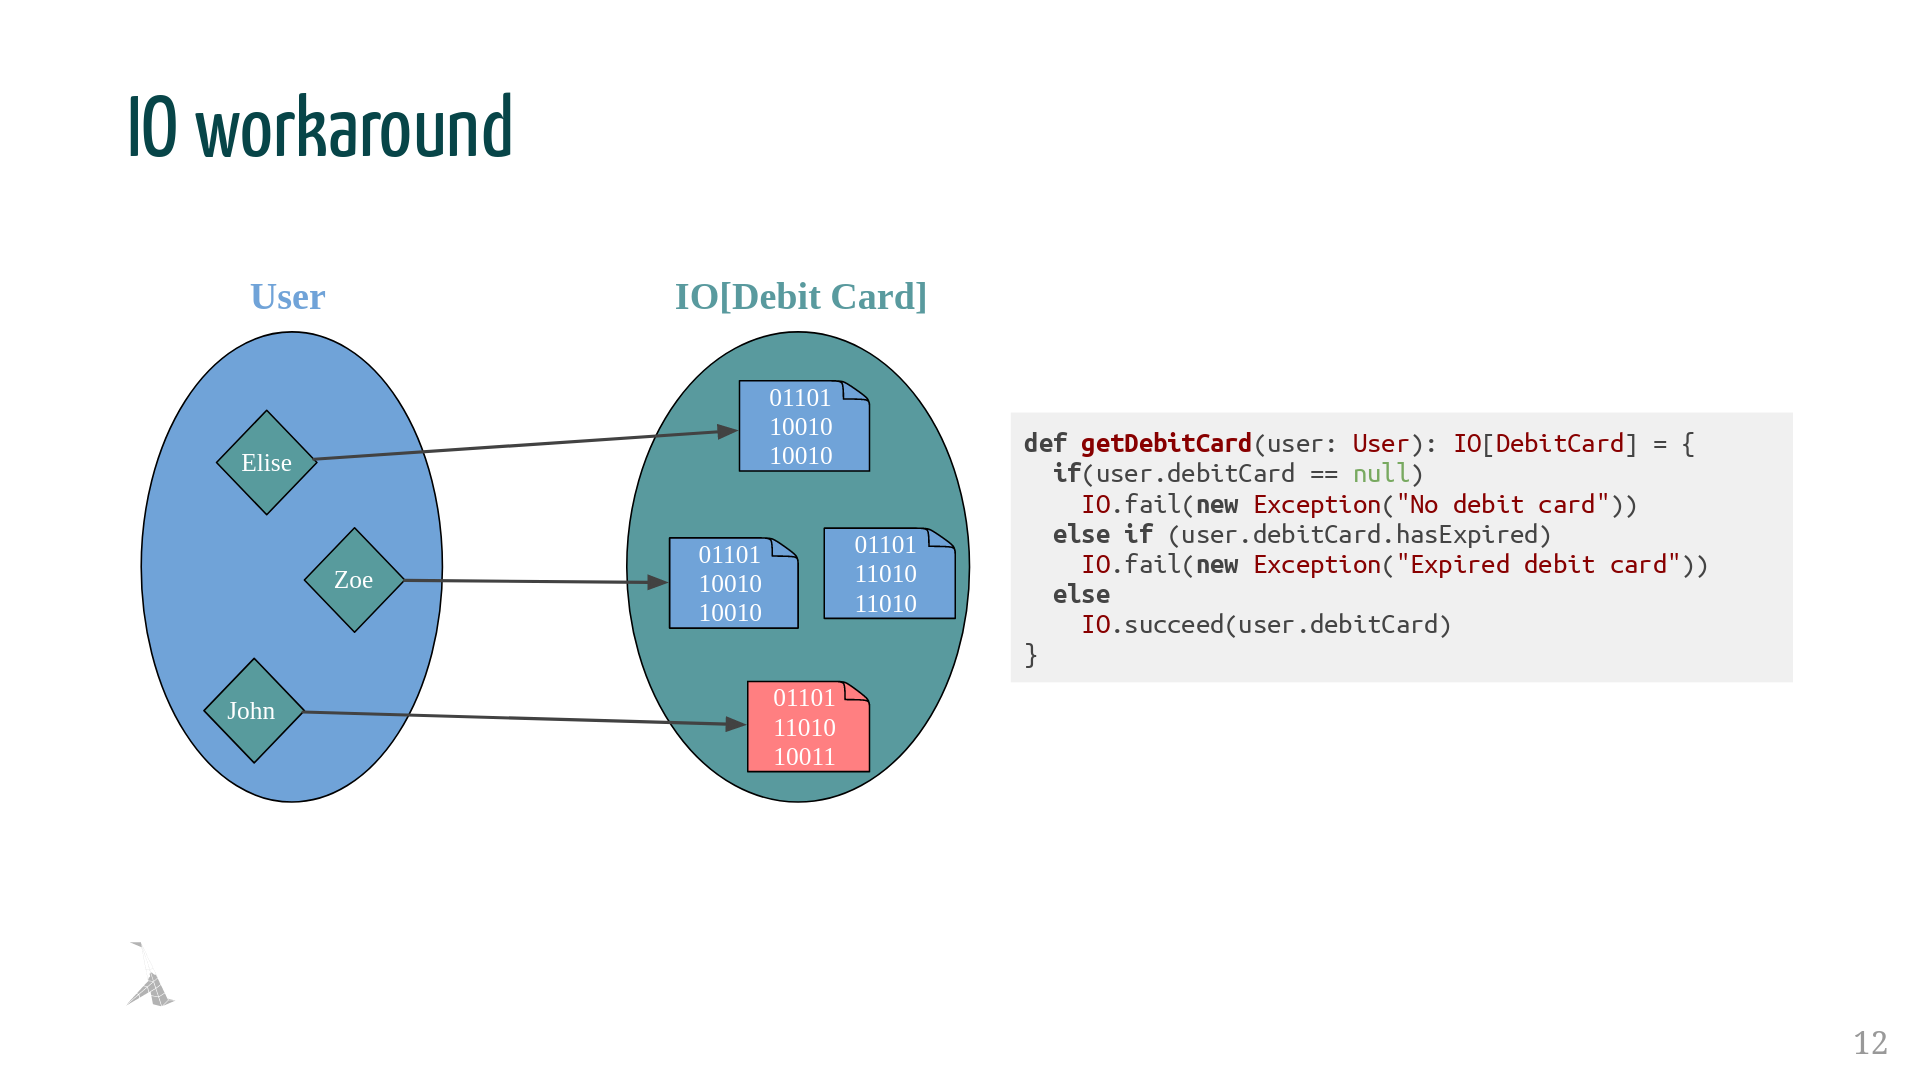 IO workaround
User
IO[Debit Card]
Elise
Zoe
John
01101
10010
10010
01101
10010
10010
01101
11010
11010
01101
11010
10011
def getDebitCard(user: User): IO[DebitCard] = {
  if(user.debitCard == null)
    IO.fail(new Exception("No debit card"))
  else if (user.debitCard.hasExpired)
    IO.fail(new Exception("Expired debit card"))
  else
    IO.succeed(user.debitCard)
}
12